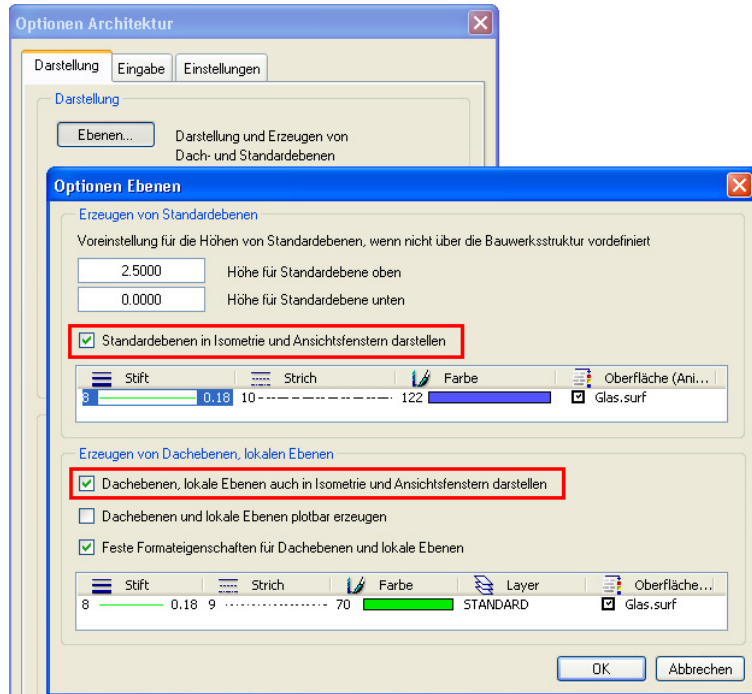 Optionen Architektur
Darstellung Eingabe Einstellungen
Darstellung
Ebenen... Darstellung und Erzeugen von
Dach- und Standardebenen
Optionen Ebenen
Erzeugen von Standardebenen
Voreinstellung für die Höhen von Standardebenen, wenn nicht über die Bauwerksstruktur vordefiniert
2.5000 Höhe für Standardebene oben
0.0000 Höhe für Standardebene unten
Standardebenen in Isometrie und Ansichtsfenstern darstellen
Stift Strich Farbe Oberfläche (Ani...
8 0.18 10 122 Glas.surf
Erzeugen von Dachebenen, lokalen Ebenen
Dachebenen, lokale Ebenen auch in Isometrie und Ansichtsfenstern darstellen
Dachebenen und lokale Ebenen plotbar erzeugen
Feste Formateigenschaften für Dachebenen und lokale Ebenen
Stift Strich Farbe Layer Oberfläche...
8 0.18 9 70 STANDARD Glas.surf
OK Abbrechen